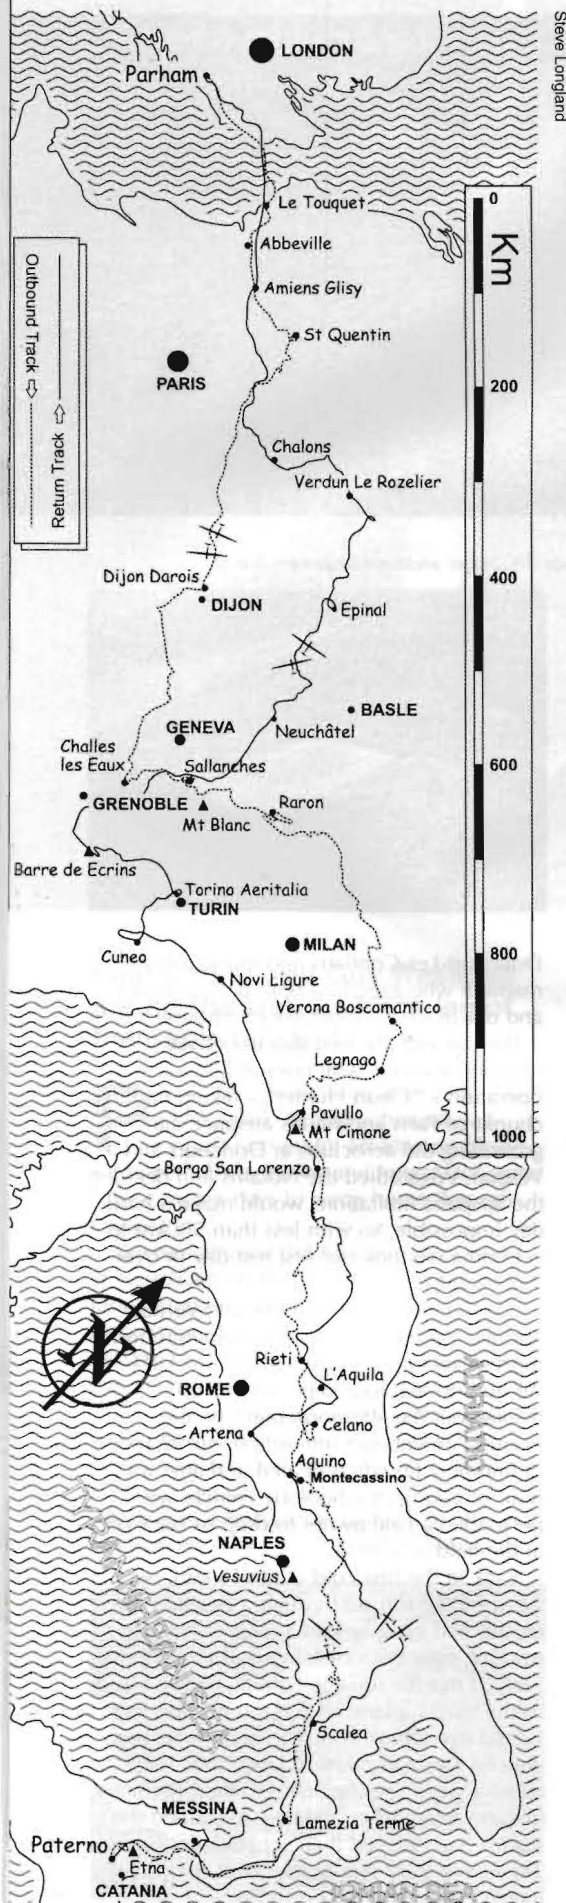 Steve Longland
LONDON
Parham
Le Touquet
Abbeville
Amiens Glisy
St Quentin
PARIS
Outbound Track
Return Track
Km
0
200
400
600
800
1000
Chalons
Verdun Le Rozelier
Dijon Darois
DIJON
Epinal
BASLE
GENEVA
Neuchâtel
Challes
les Eaux
Sallanches
GRENOBLE
Mt Blanc
Raron
Barre de Ecrins
Torino Aeritalia
TURIN
MILAN
Cuneo
Novi Ligure
Verona Boscomantico
Legnago
Pavullo
Mt Cimone
Borgo San Lorenzo
N
Rieti
L'Aquila
ROME
Celano
Artena
Aquino
Montecassino
ADRIATIC
NAPLES
Vesuvius
Scalea
MESSINA
Lamezia Terme
Paterno
Etna
CATANIA